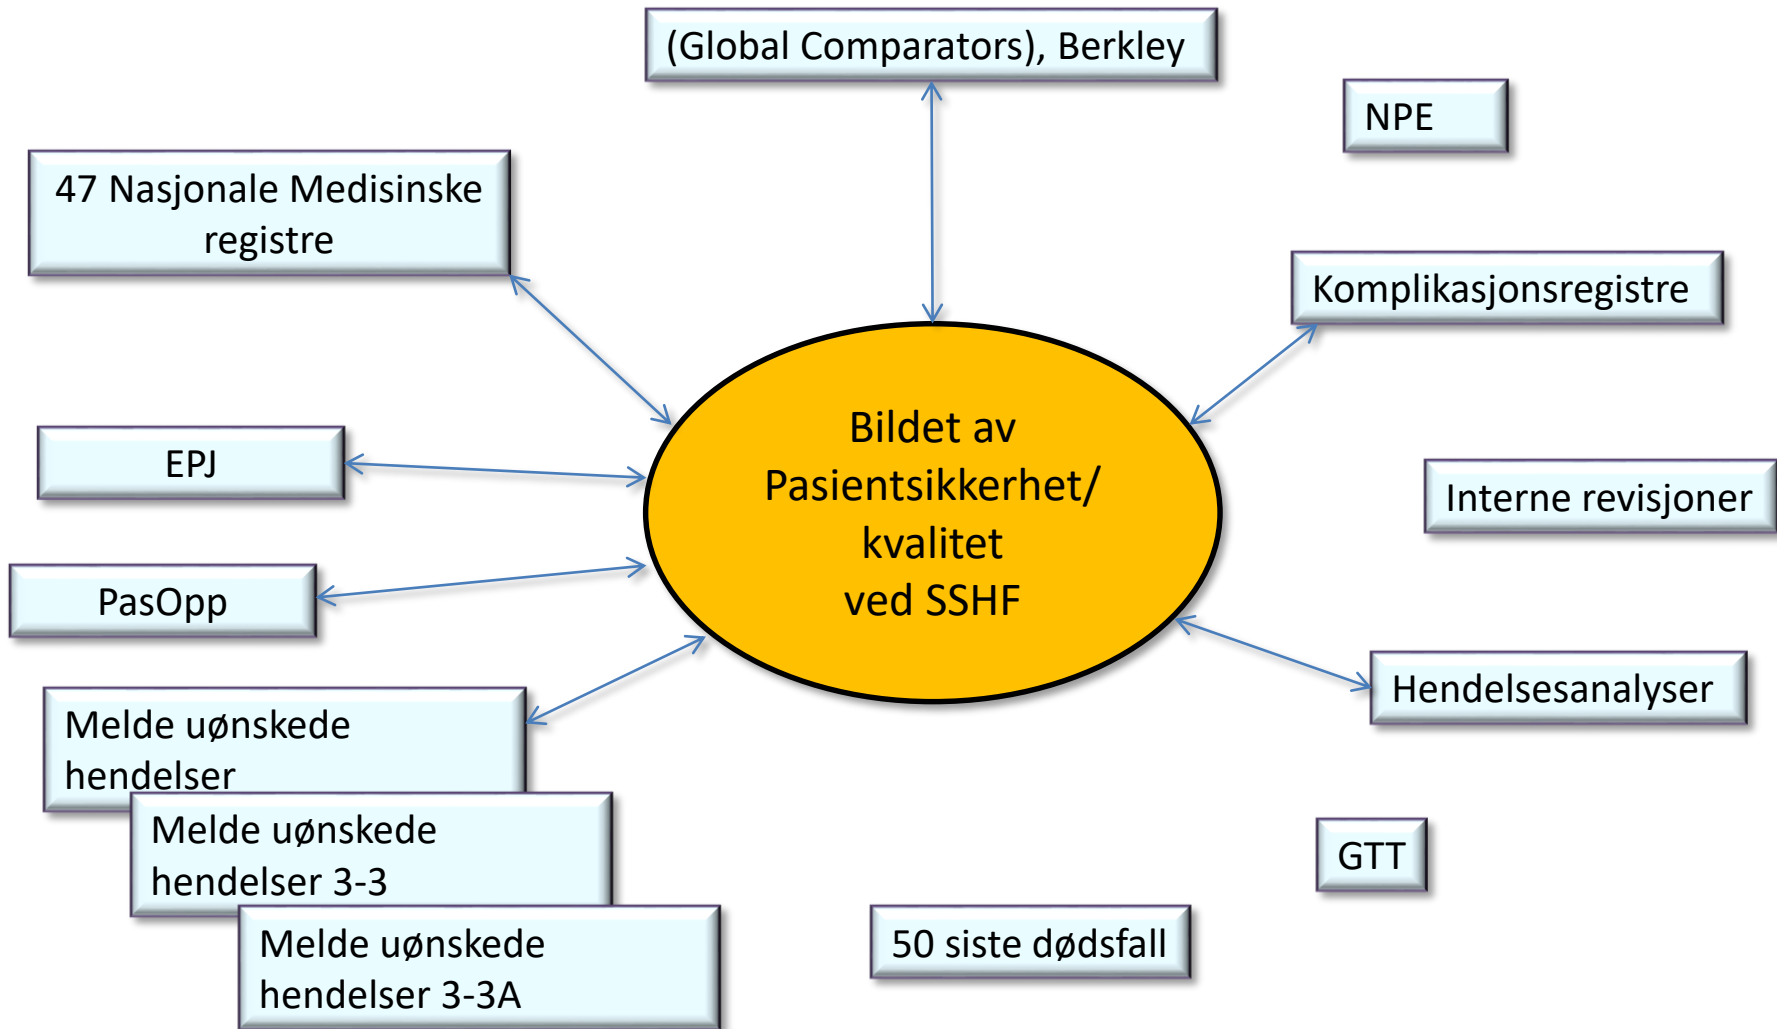 (Global Comparators), Berkley
NPE
47 Nasjonale Medisinske
registre
Komplikasjonsregistre
Bildet av
Pasientsikkerhet/
kvalitet
ved SSHF
EPJ
Interne revisjoner
PasOpp
Hendelsesanalyser
Melde uønskede
hendelser
Melde uønskede
hendelser 3-3
Melde uønskede
hendelser 3-3A
GTT
50 siste dødsfall